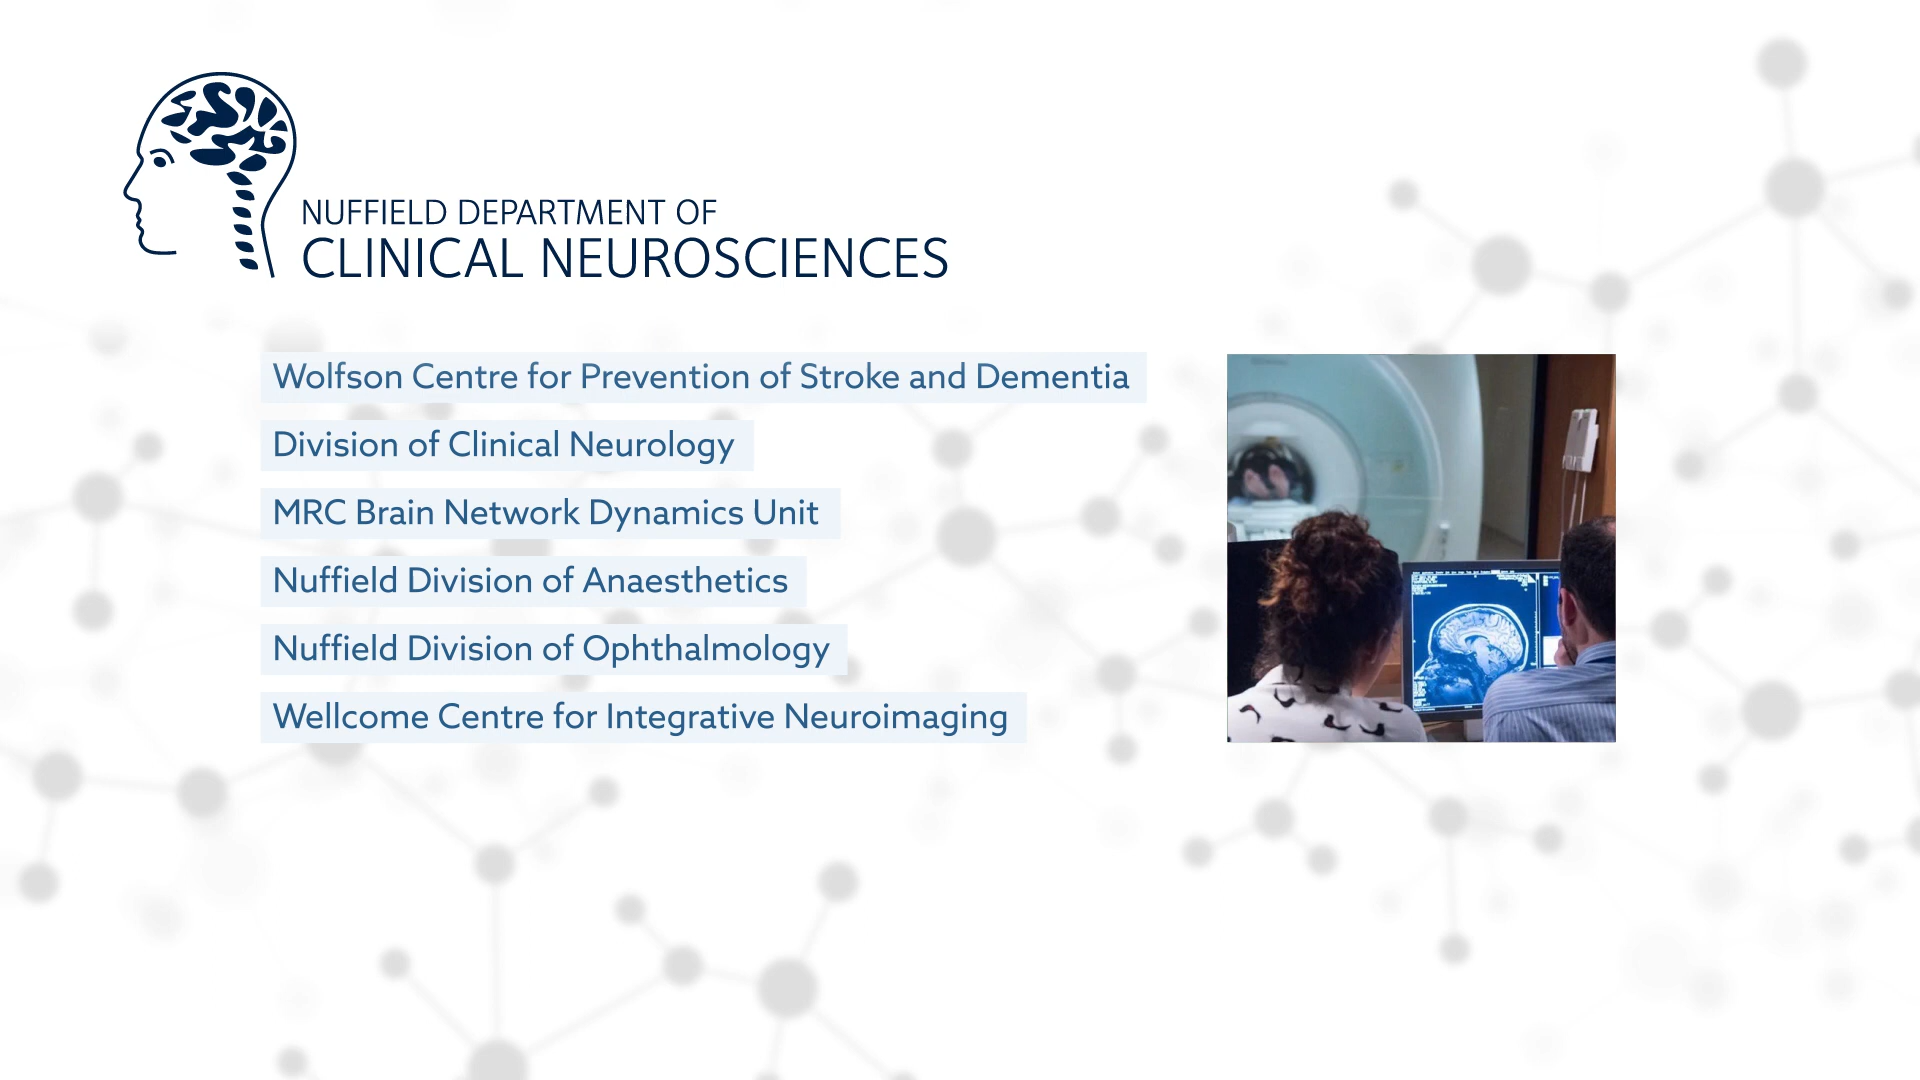 NUFFIELD DEPARTMENT OF
CLINICAL NEUROSCIENCES
Wolfson Centre for Prevention of Stroke and Dementia
Division of Clinical Neurology
MRC Brain Network Dynamics Unit
Nuffield Division of Anaesthetics
Nuffield Division of Ophthalmology
Wellcome Centre for Integrative Neuroimaging